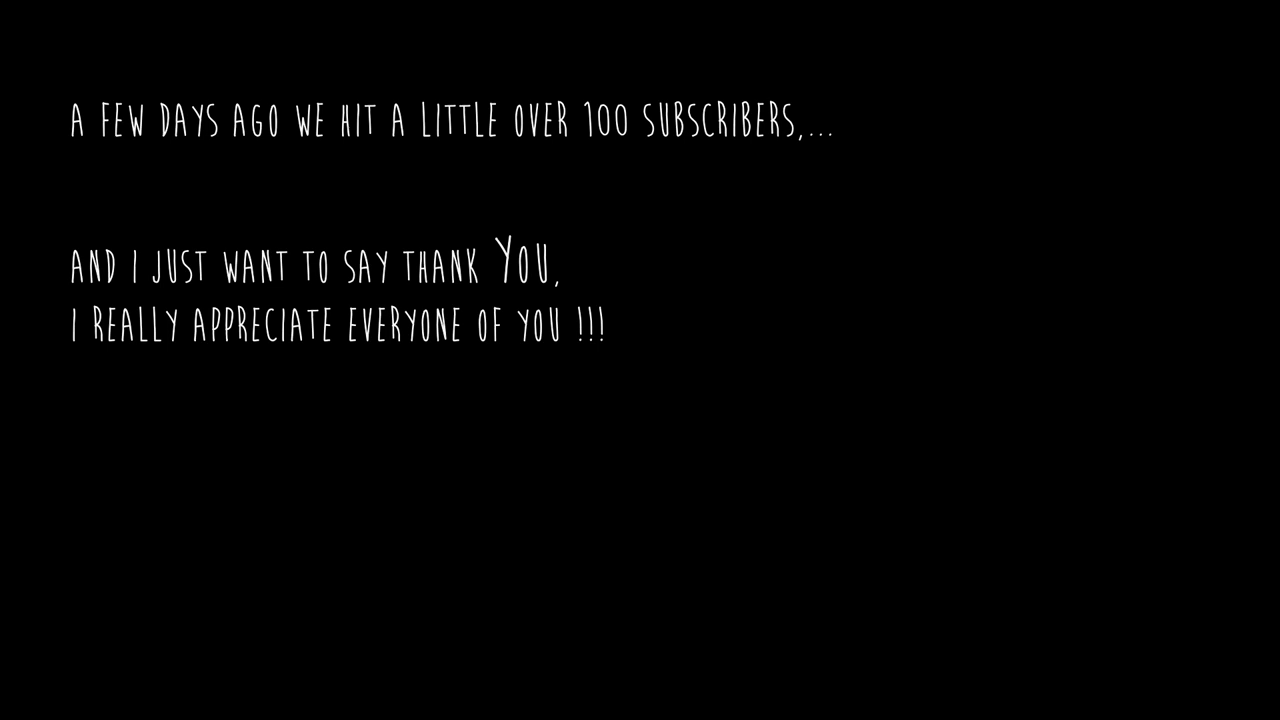 A FEW DAYS AGO WE HIT A LITTLE OVER 100 SUBSCRIBERS,...
AND I JUST WANT TO SAY THANK YOU,
I REALLY APPRECIATE EVERYONE OF YOU !!!